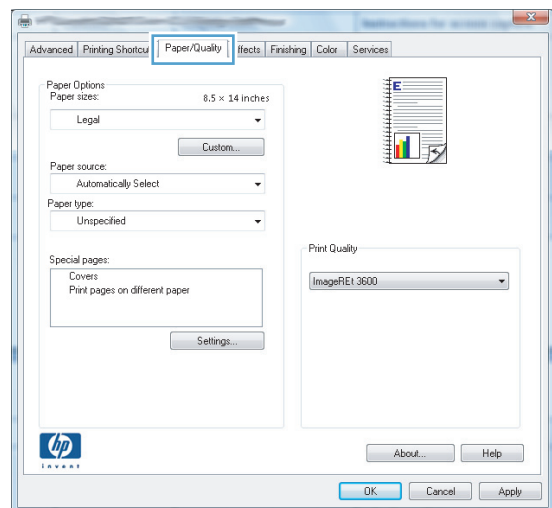 Advanced Printing Shortcu Paper/Quality ffects Finishing Color Services
Paper Options
Paper sizes: 8.5 × 14 inches
Legal
Custom...
Paper source:
Automatically Select
Paper type:
Unspecified
Special pages:
Covers
Print pages on different paper
Settings...
E
Print Quality
ImageREt 3600
hp
invent
About... Help
OK Cancel Apply